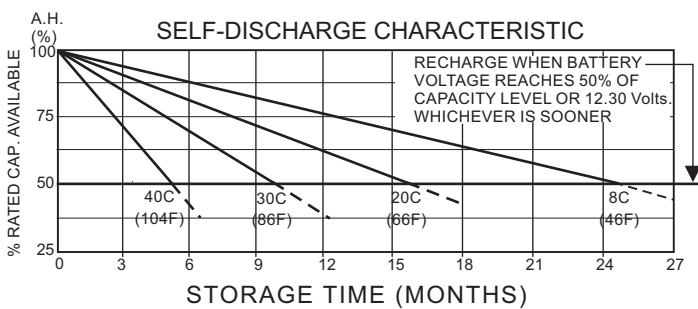 A.H.
(%)
SELF-DISCHARGE CHARACTERISTIC
% RATED CAP. AVAILABLE
100
75
50
25
RECHARGE WHEN BATTERY
VOLTAGE REACHES 50% OF
CAPACITY LEVEL OR 12.30 Volts.
WHICHEVER IS SOONER
40C
(104F)
30C
(86F)
20C
(66F)
8C
(46F)
0 3 6 9 12 15 18 21 24 27
STORAGE TIME (MONTHS)